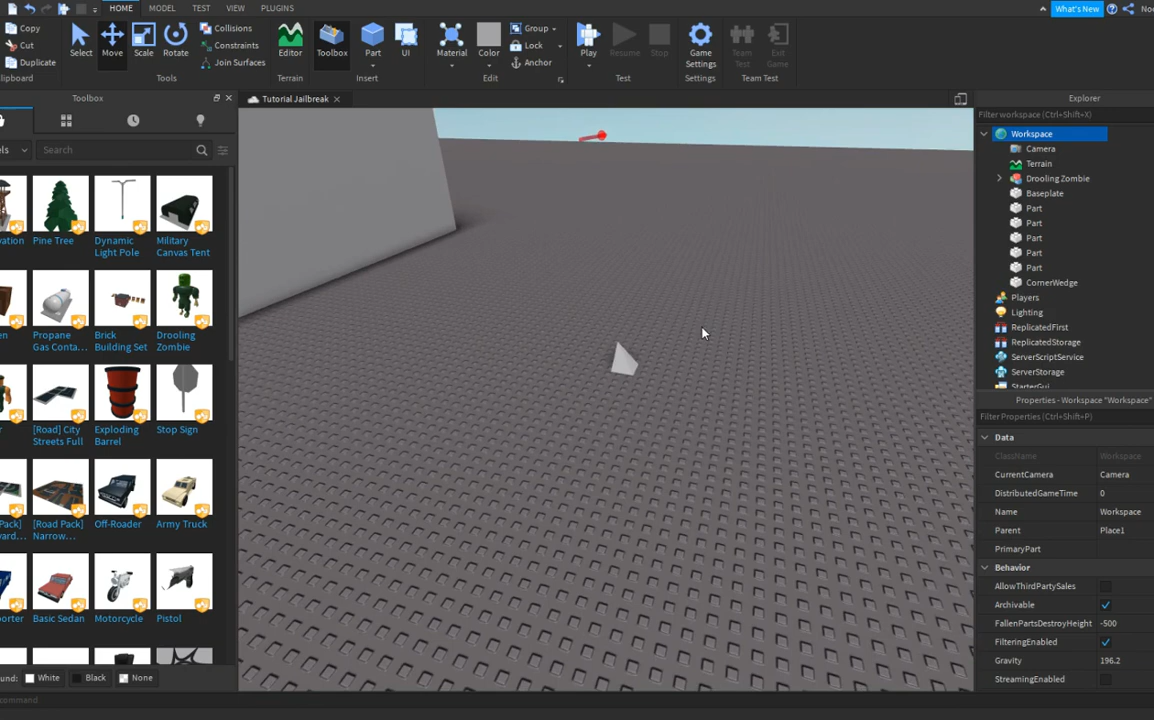 HOME MODEL TEST VIEW PLUGINS
What's New
Copy
Cut
Duplicate
Select Move Scale Rotate
Collisions
Constraints
Join Surfaces
Editor
Toolbox
Part
UI
Material
Color
Group
Lock
Anchor
Play Resume Stop
Game Settings
Team Test
Exit Game
Tools Terrain Insert Edit Test Settings Team Test
Toolbox
Tutorial Jailbreak
Explorer
Filter workspace (Ctrl+Shift+X)
Search
Pine Tree
Dynamic Light Pole
Military Canvas Tent
Propane Gas Conta...
Brick Building Set
Drooling Zombie
[Road] City Streets Full
Exploding Barrel
Stop Sign
[Road Pack] Narrow...
Off-Roader
Army Truck
Basic Sedan
Motorcycle
Pistol
White
Black
None
Workspace
Camera
Terrain
Drooling Zombie
Baseplate
Part
Part
Part
Part
Part
CornerWedge
Players
Lighting
ReplicatedFirst
ReplicatedStorage
ServerScriptService
ServerStorage
StarterGui
Properties - Workspace "Workspace"
Filter Properties (Ctrl+Shift+P)
Data
ClassName Workspace
CurrentCamera Camera
DistributedGameTime 0
Name Workspace
Parent Place1
PrimaryPart
Behavior
AllowThirdPartySales
Archivable
FallenPartsDestroyHeight -500
FilteringEnabled
Gravity 196.2
StreamingEnabled